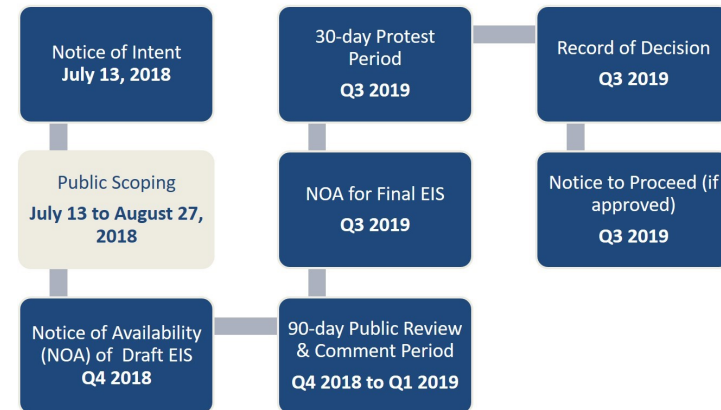 Notice of Intent
July 13, 2018
Public Scoping
July 13 to August 27,
2018
Notice of Availability
(NOA) of Draft EIS
Q4 2018
90-day Public Review
& Comment Period
Q4 2018 to Q1 2019
NOA for Final EIS
Q3 2019
30-day Protest
Period
Q3 2019
Record of Decision
Q3 2019
Notice to Proceed (if
approved)
Q3 2019